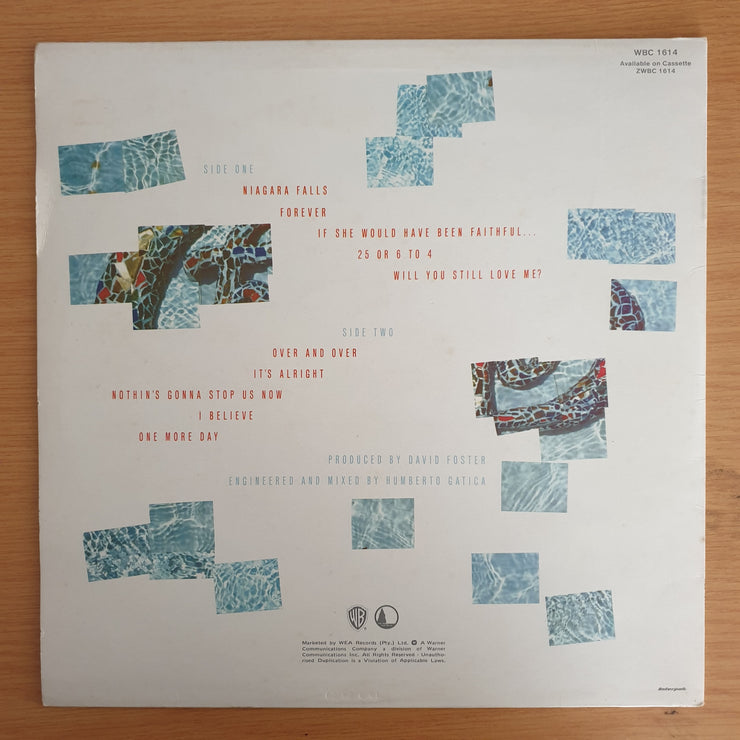 WBC 1614
Available on Cassette
ZWBC 1614
SIDE ONE
NIAGARA FALLS
FOREVER
IF SHE WOULD HAVE BEEN FAITHFUL...
25 OR 6 TO 4
WILL YOU STILL LOVE ME?
SIDE TWO
OVER AND OVER
IT'S ALRIGHT
NOTHIN'S GONNA STOP US NOW
I BELIEVE
ONE MORE DAY
PRODUCED BY DAVID FOSTER
ENGINEERED AND MIXED BY HUMBERTO GATICA
Marketed by WEA Records (Pty.) Ltd. A Warner
Communications Company a division of Warner
Communications Inc. All Rights Reserved - Unautho-
rised Duplication is a Violation of Applicable Laws.